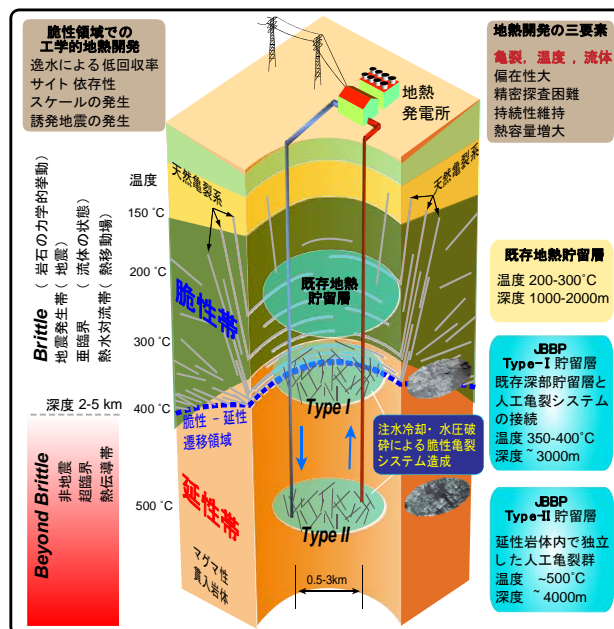 脆性領域での
工学的地熱開発
逸水による低回収率
サイト依存性
スケールの発生
誘発地震の発生
地熱開発の三要素
亀裂, 温度 , 流体
偏在性大
精密探査困難
持続性維持
熱容量増大
地熱
発電所
温度
天然亀裂系
天然亀裂系
150 ℃
200 ℃
300 ℃
400 ℃
500 ℃
Brittle ( 岩石の力学的挙動)
地震発生帯( 地震)
亜臨界 ( 流体の状態)
熱水対流帯( 熱移動場)
脆性帯
既存地熱
貯留層
既存地熱貯留層
温度 200-300℃
深度 1000-2000m
JBBP
Type-I 貯留層
既存深部貯留層と
人工亀裂システム
の接続
温度 350-400℃
深度 ~ 3000m
深度 2-5 km
脆性 - 延性
遷移領域
Type I
注水冷却・水圧破
砕による脆性亀裂
システム造成
Beyond Brittle
非地震
超臨界
熱伝導帯
延性帯
Type II
マグマ性
貫入岩体
0.5-3km
JBBP
Type-II 貯留層
延性岩体内で独立
した人工亀裂群
温度 ~500℃
深度 ~ 4000m